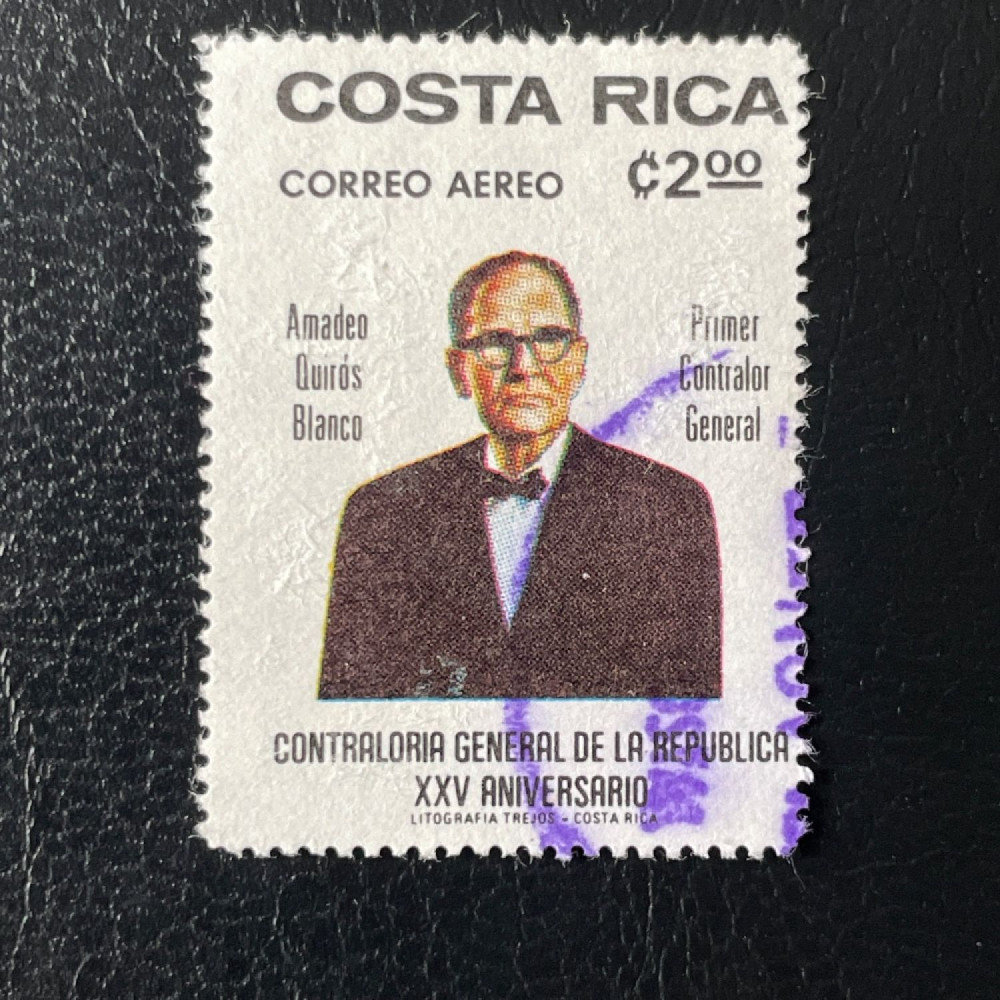 COSTA RICA
CORREO AEREO ₡2.00
Amadeo
Quirós
Blanco
Primer
Contralor
General
CONTRALORIA GENERAL DE LA REPUBLICA
XXV ANIVERSARIO
LITOGRAFIA TREJOS - COSTA RICA